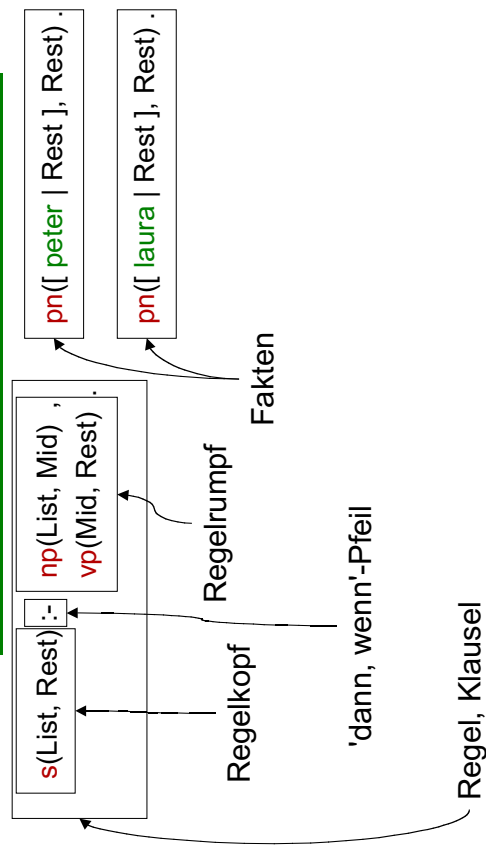 s(List, Rest) :- np(List, Mid) ,
vp(Mid, Rest) .
pn([ peter | Rest ], Rest) .
pn([ laura | Rest ], Rest) .
Regelkopf
Regelrumpf
Fakten
'dann, wenn'-Pfeil
Regel, Klausel